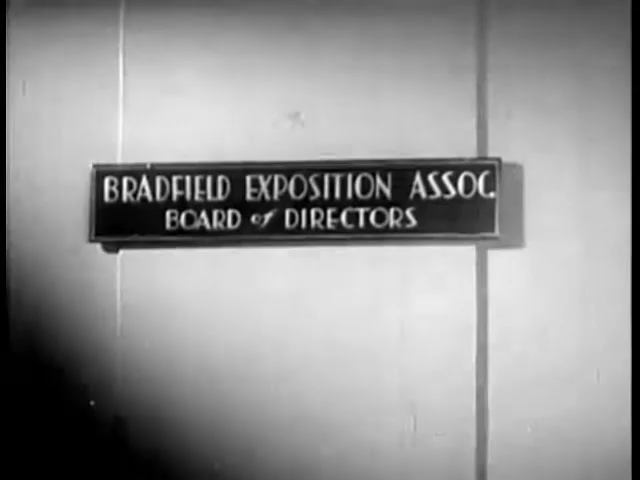 BRADFIELD EXPOSITION ASSOC.
BOARD of DIRECTORS